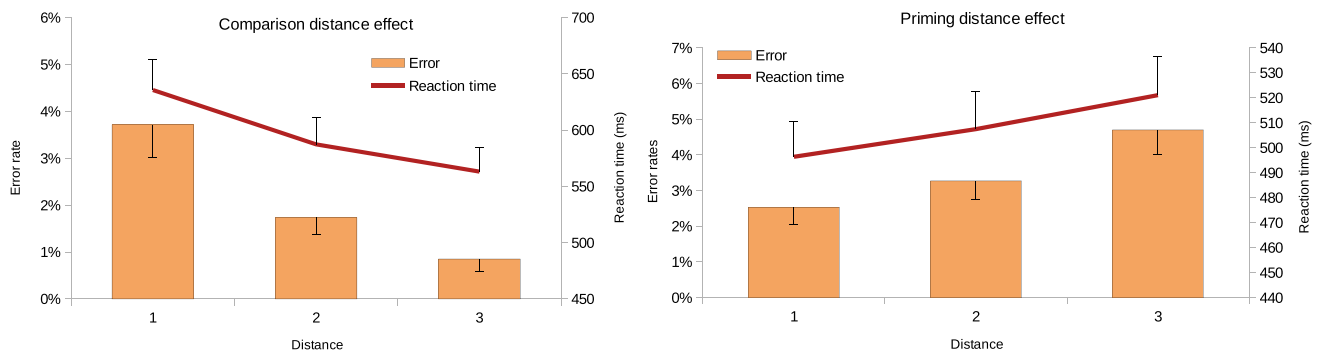 Comparison distance effect
6%
5%
4%
3%
2%
1%
0%
Error rate
Error
Reaction time
700
650
600
550
500
450
Reaction time (ms)
1 2 3
Distance
Priming distance effect
7%
6%
5%
4%
3%
2%
1%
0%
Error rates
Error
Reaction time
540
530
520
510
500
490
480
470
460
450
440
Reaction time (ms)
1 2 3
Distance